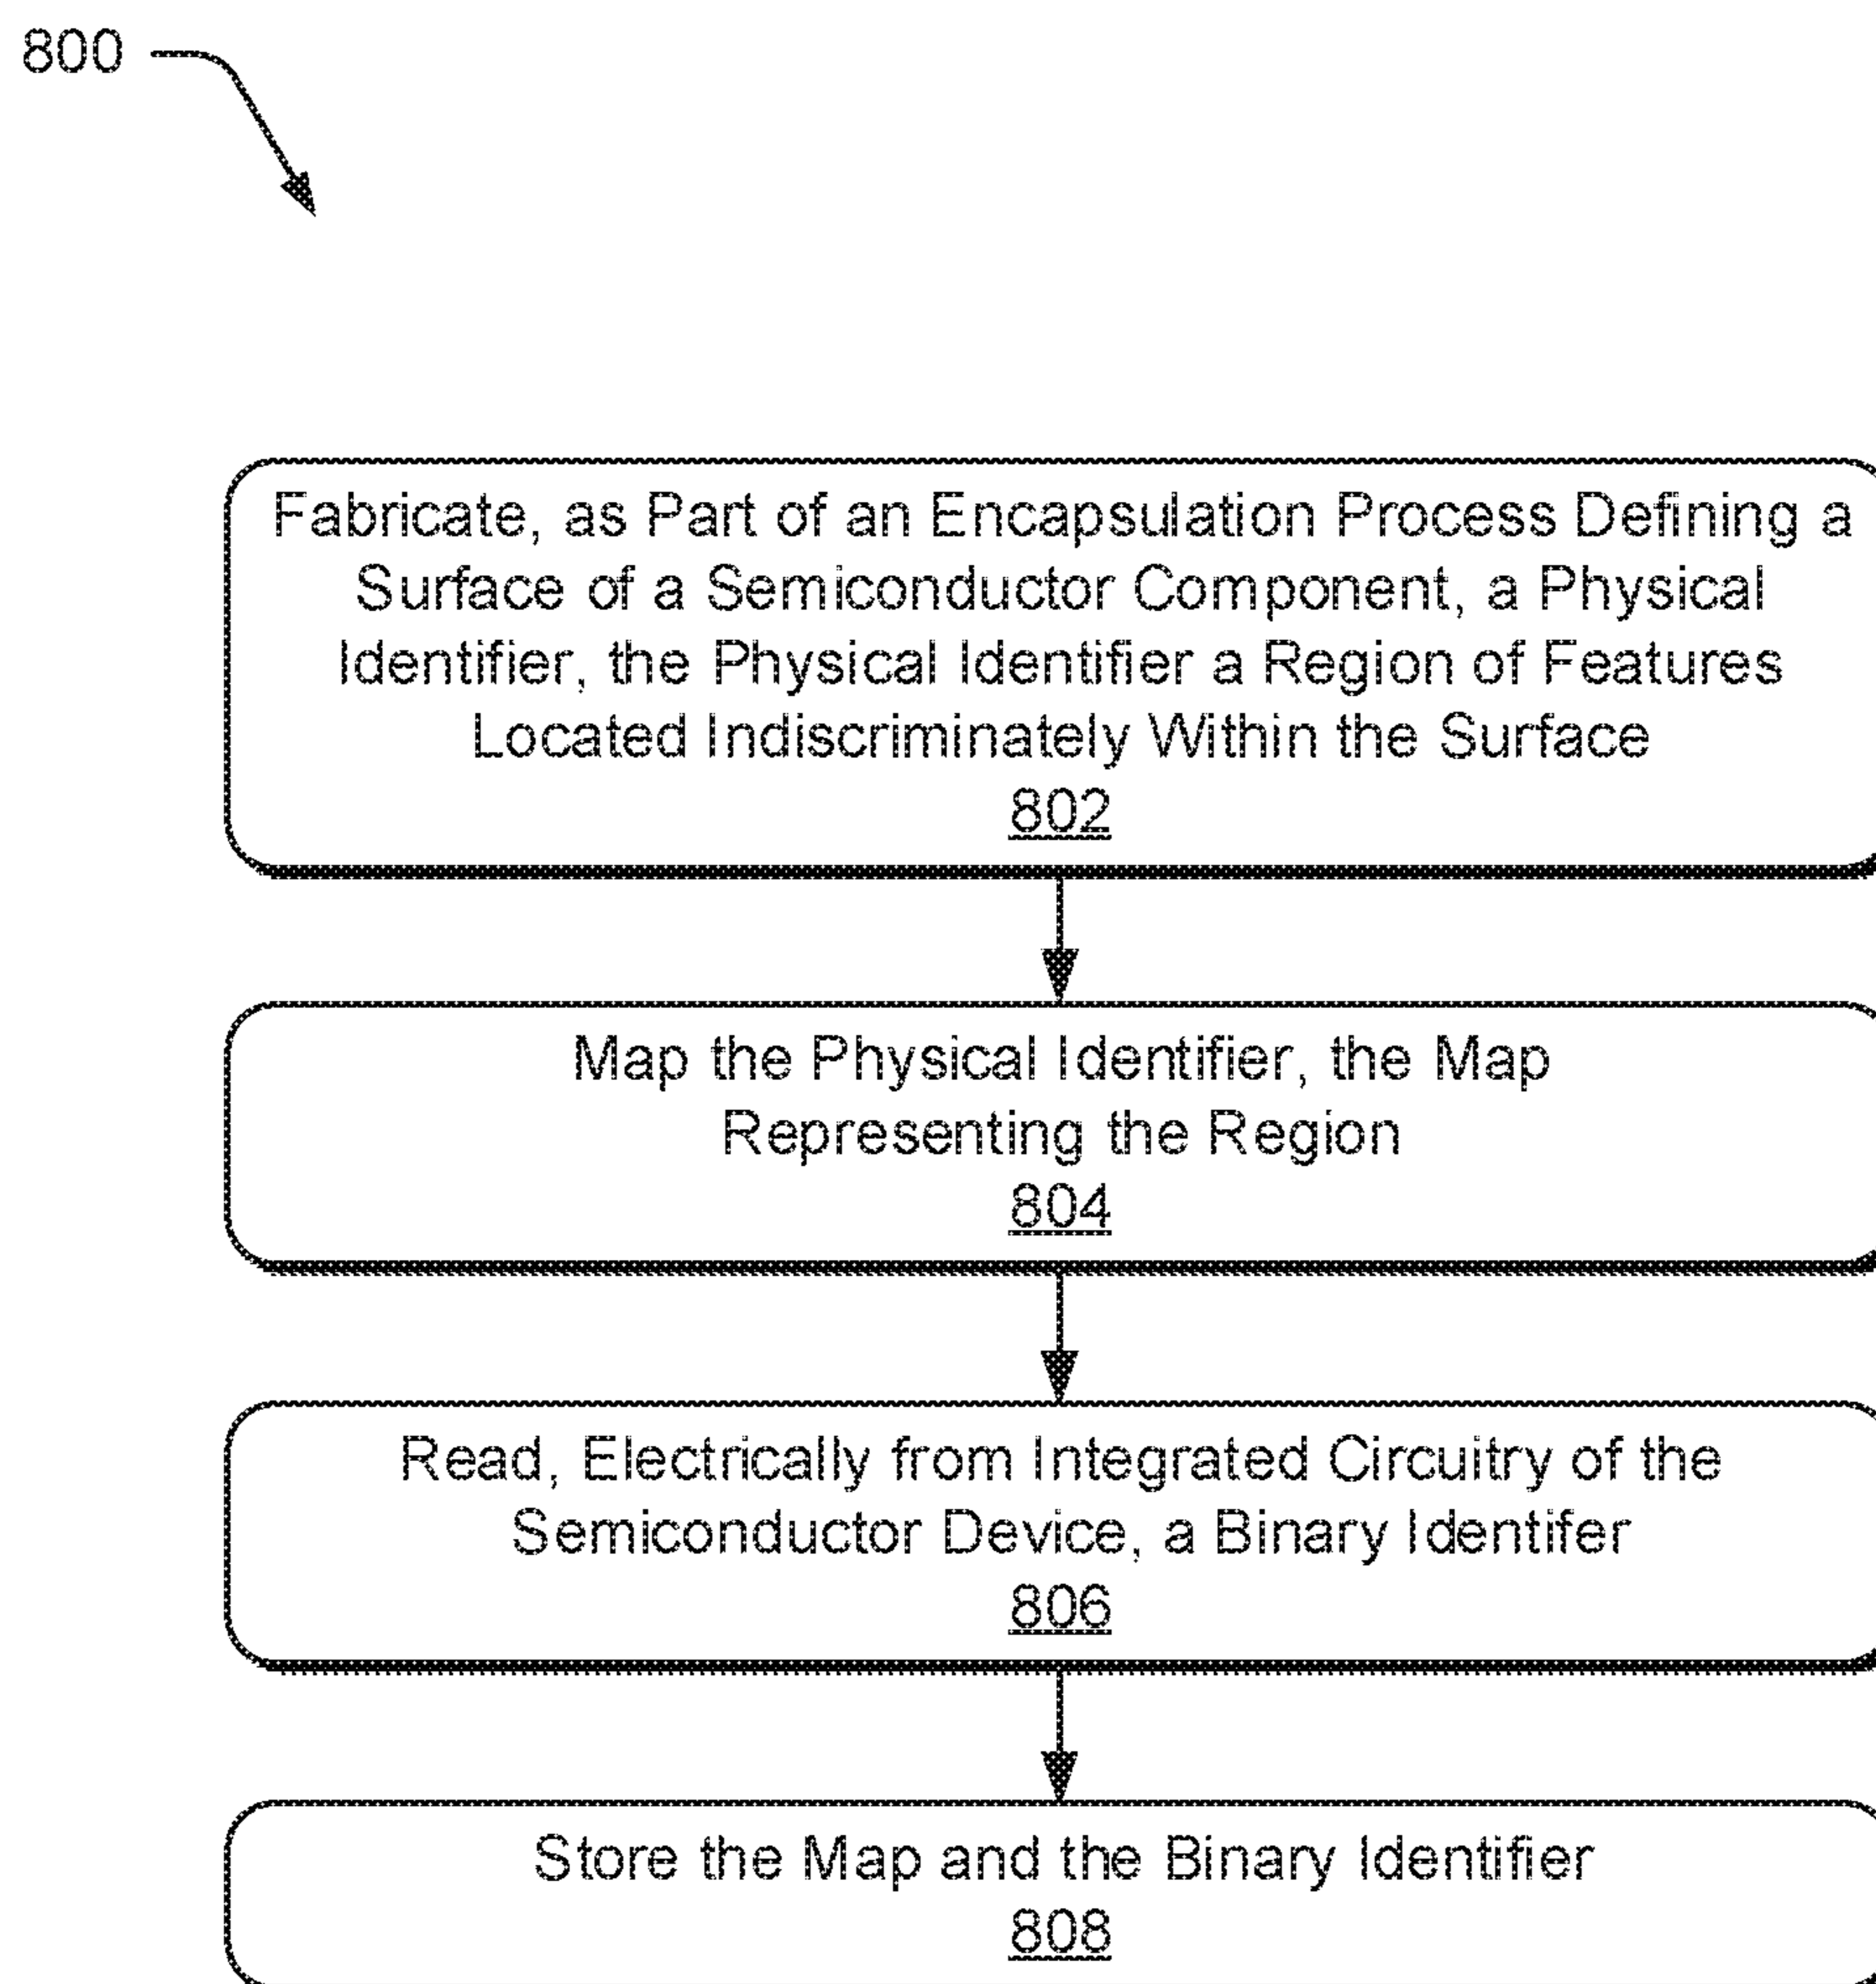 800
Fabricate, as Part of an Encapsulation Process Defining a
Surface of a Semiconductor Component, a Physical
Identifier, the Physical Identifier a Region of Features
Located Indiscriminately Within the Surface
802
Map the Physical Identifier, the Map
Representing the Region
804
Read, Electrically from Integrated Circuitry of the
Semiconductor Device, a Binary Identifer
806
Store the Map and the Binary Identifier
808